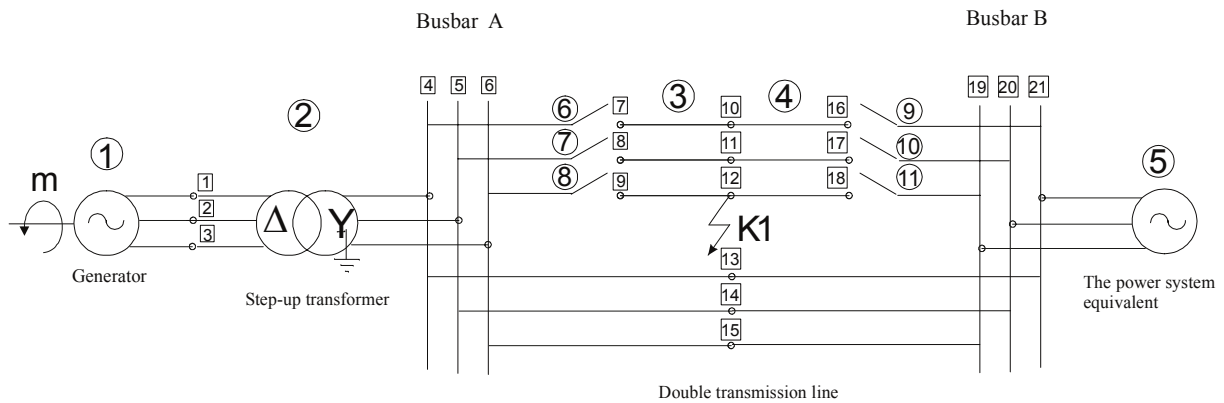 Busbar A
Busbar B
4 5 6
19 20 21
6 7 3 10 4 16 9
2
7 8 11 17 10
1
8 9 12 18 11
5
m
1
2
3
Δ Y
K1
13
14
15
Generator
Step-up transformer
The power system
equivalent
Double transmission line